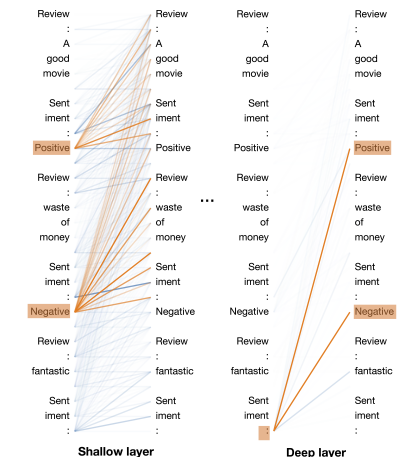 Review
:
A
good
movie
Sent
iment
:
Positive
Review
:
waste
of
money
Sent
iment
:
Negative
Review
:
fantastic
Sent
iment
:
Review
:
A
good
movie
Sent
iment
:
Positive
Review
:
waste
of
money
Sent
iment
:
Negative
Review
:
fantastic
Sent
iment
:
Shallow layer
...
Review
:
A
good
movie
Sent
iment
:
Positive
Review
:
waste
of
money
Sent
iment
:
Negative
Review
:
fantastic
Sent
iment
:
Review
:
A
good
movie
Sent
iment
:
Positive
Review
:
waste
of
money
Sent
iment
:
Negative
Review
:
fantastic
Sent
iment
:
Deep layer